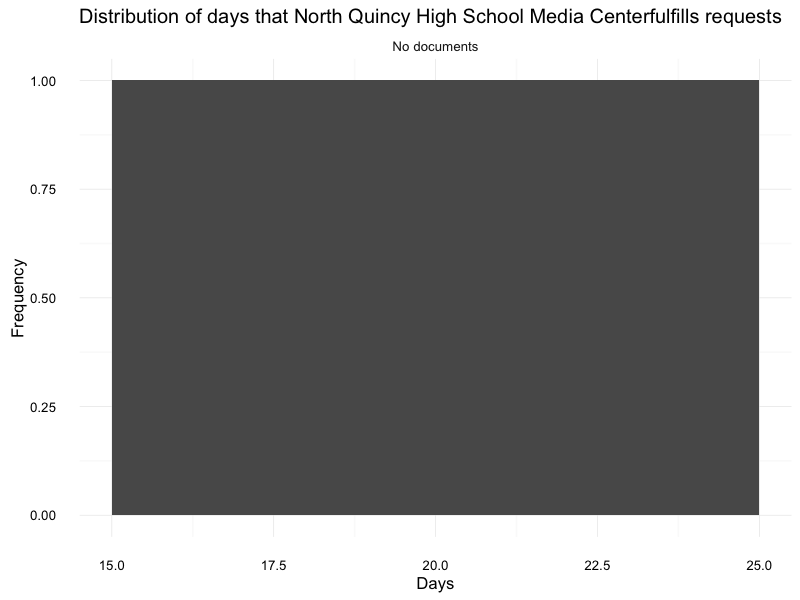 Distribution of days that North Quincy High School Media Centerfulfills requests
No documents
1.00
0.75
0.50
0.25
0.00
Frequency
15.0 17.5 20.0 22.5 25.0
Days